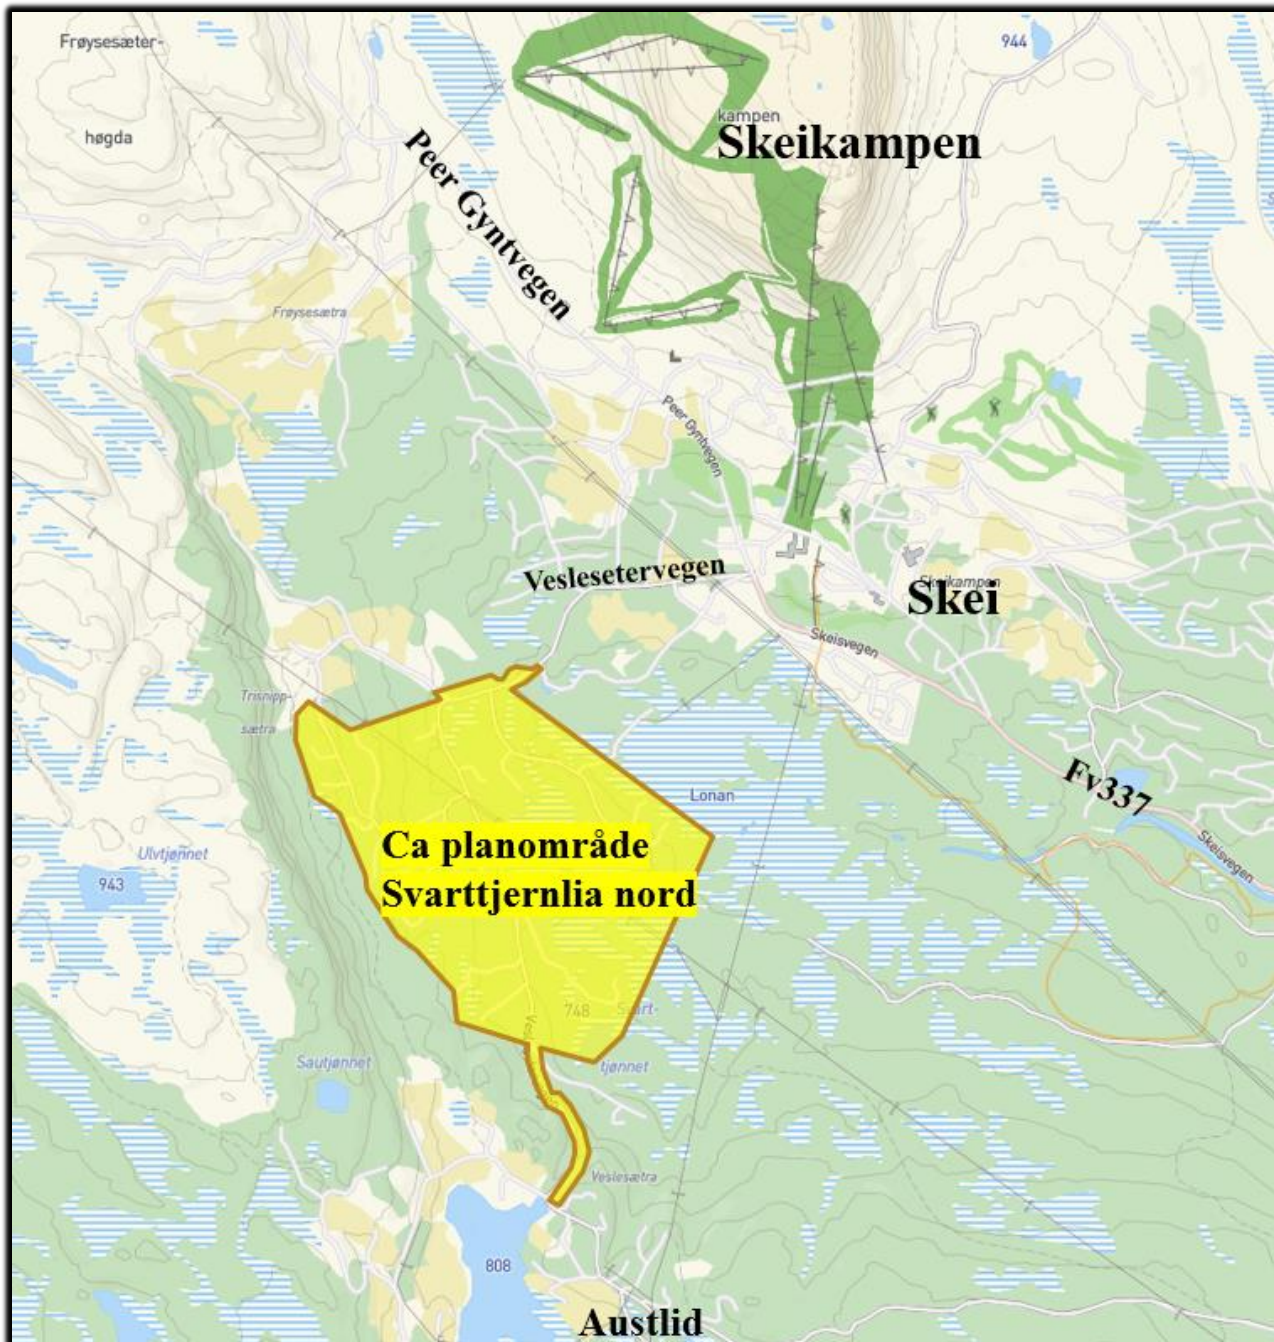 Frøysesæter-
944
høgda
kampen
Skeikampen
Peer Gyntvegen
Frøysesætra
Peer Gyntvegen
Veslesetervegen
Skeikampen
Skei
Skeisvegen
Trisnipp-
sætra
Fv337
Lonan
Skeisvegen
Ulvtjønnet
943
Ca planområde
Svarttjernlia nord
748
Svart-
tjønnet
Sautjønnet
Veslesætra
808
Austlid